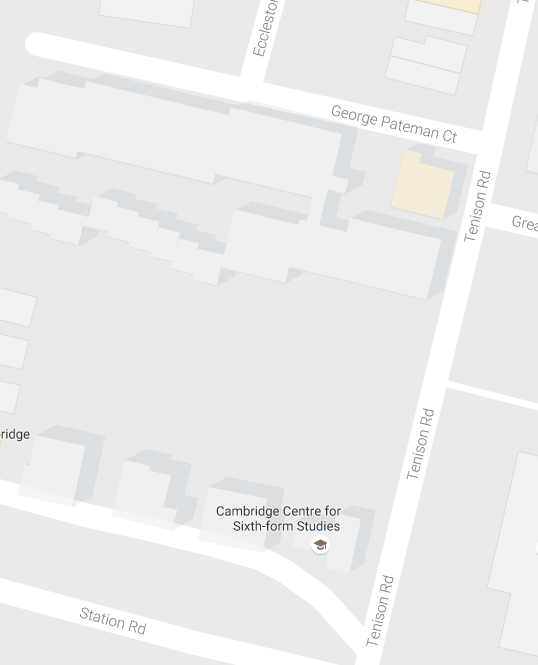 Eccleston
George Pateman Ct
Tenison Rd
Grea
Tenison Rd
ridge
Cambridge Centre for
Sixth-form Studies
Tenison Rd
Station Rd